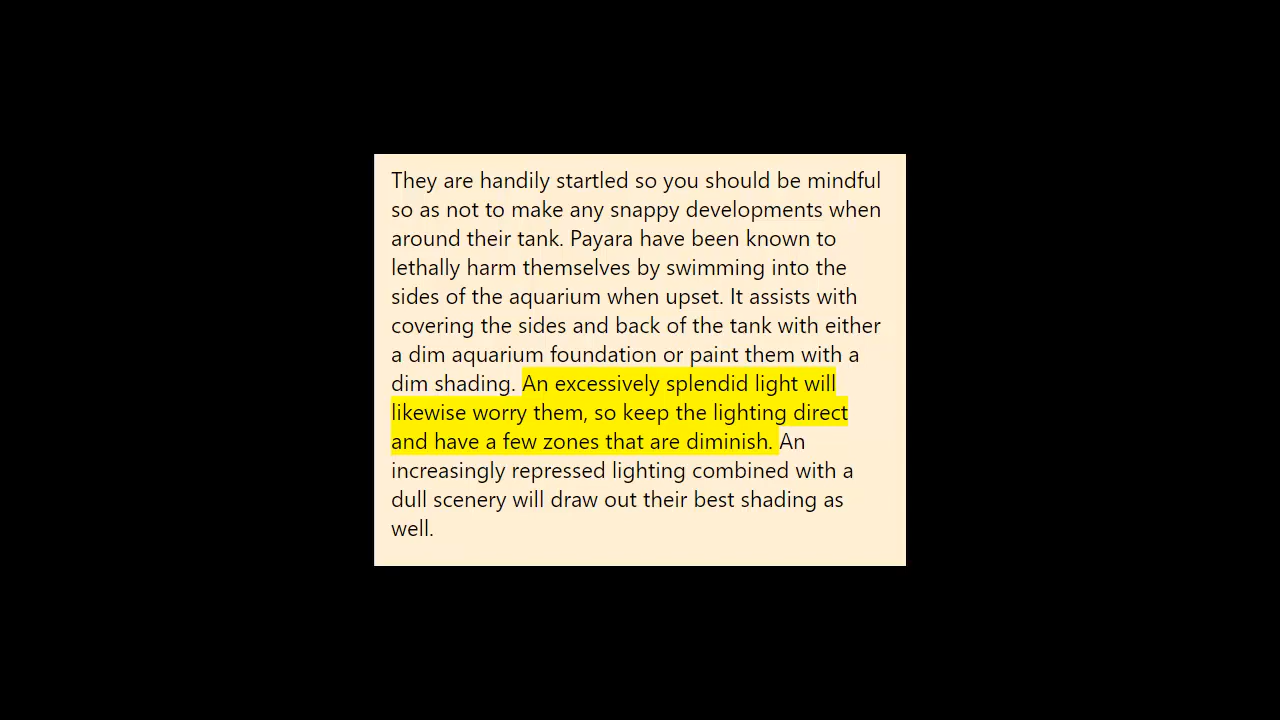 They are handily startled so you should be mindful
so as not to make any snappy developments when
around their tank. Payara have been known to
lethally harm themselves by swimming into the
sides of the aquarium when upset. It assists with
covering the sides and back of the tank with either
a dim aquarium foundation or paint them with a
dim shading. An excessively splendid light will
likewise worry them, so keep the lighting direct
and have a few zones that are diminish. An
increasingly repressed lighting combined with a
dull scenery will draw out their best shading as
well.